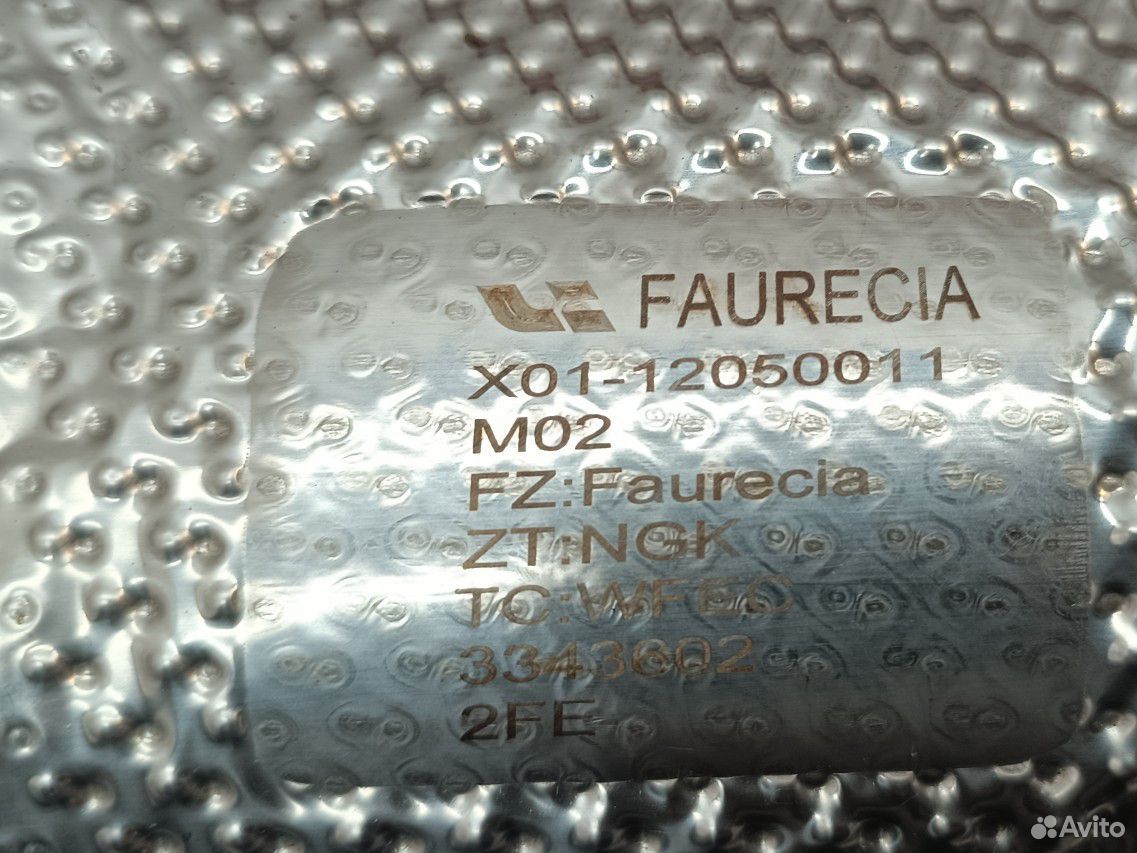 FAURECIA
X01-12050011
M02
FZ:Faurecia
ZT:NGK
TC:WFEC
3343602
2FE
Avito